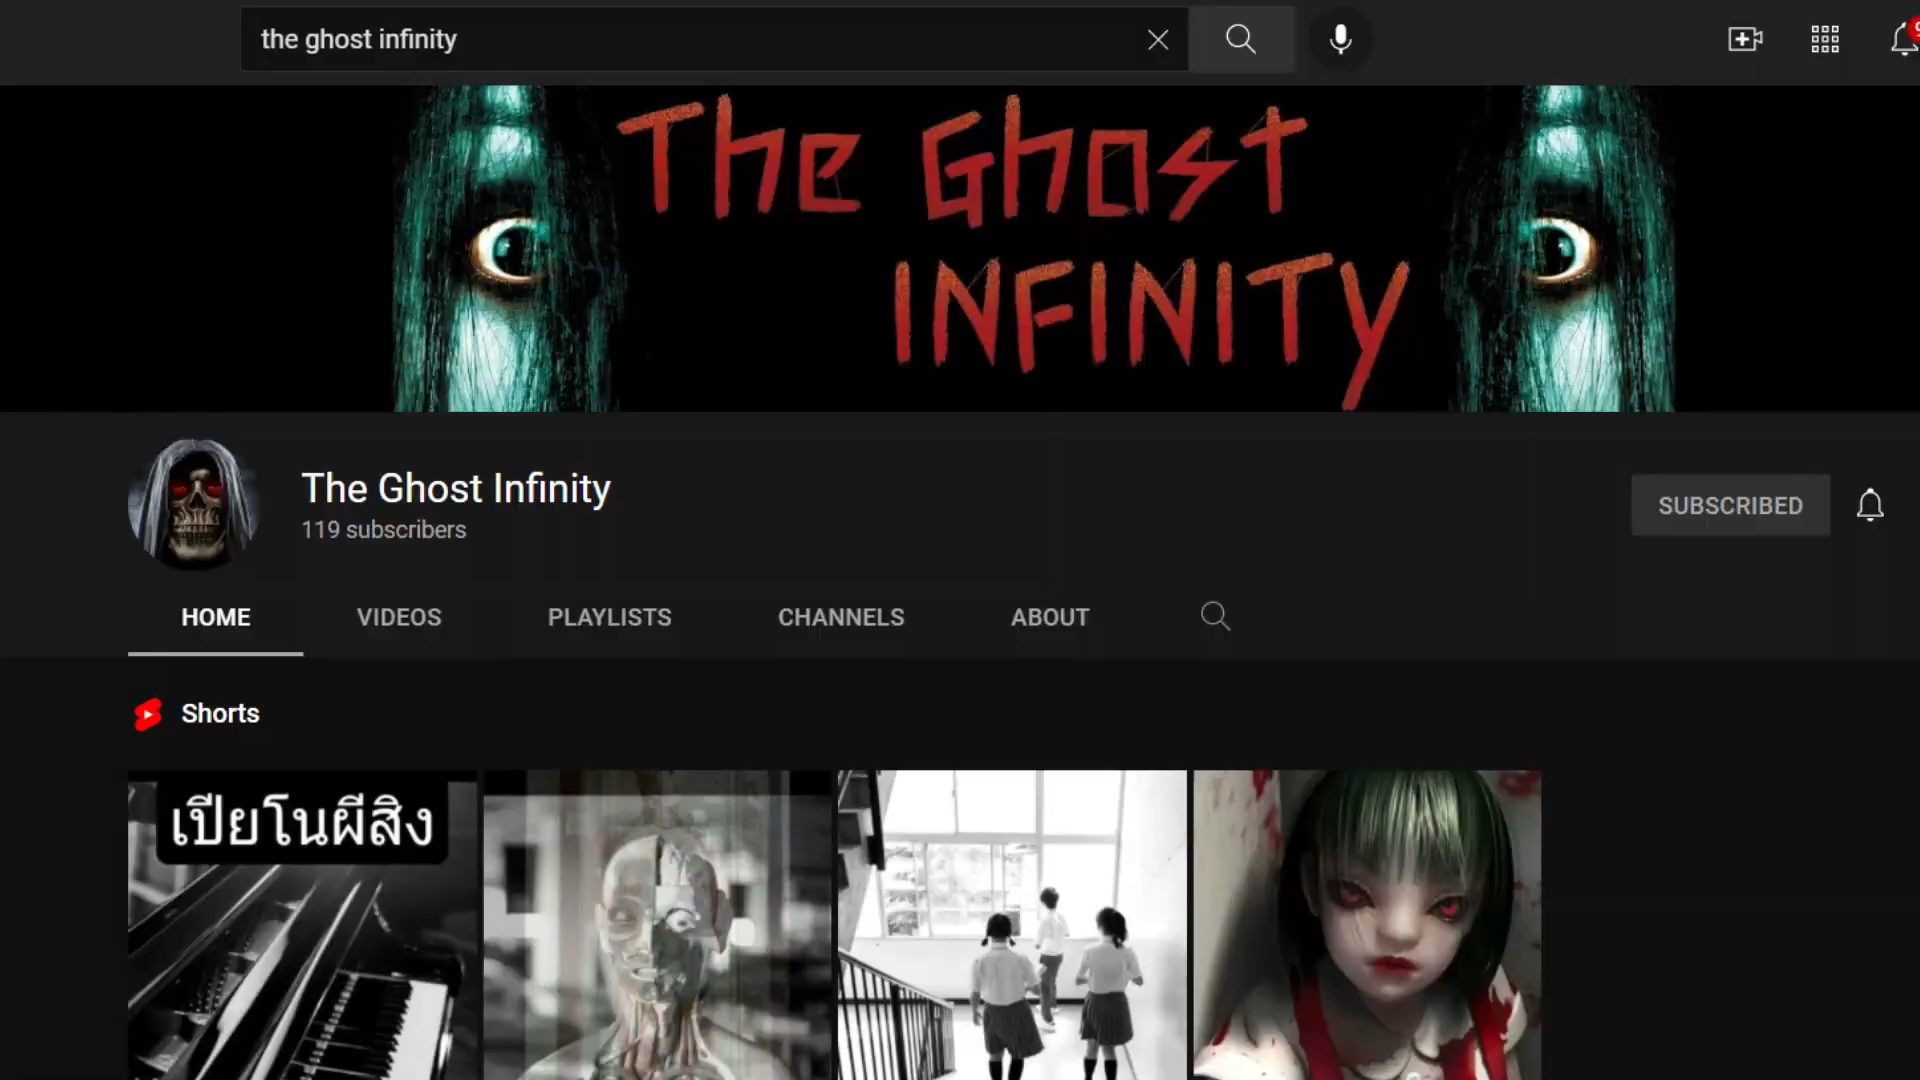 the ghost infinity
The Ghost
INFINITY
The Ghost Infinity
119 subscribers
SUBSCRIBED
HOME
VIDEOS
PLAYLISTS
CHANNELS
ABOUT
Shorts
เปียโนผีสิง